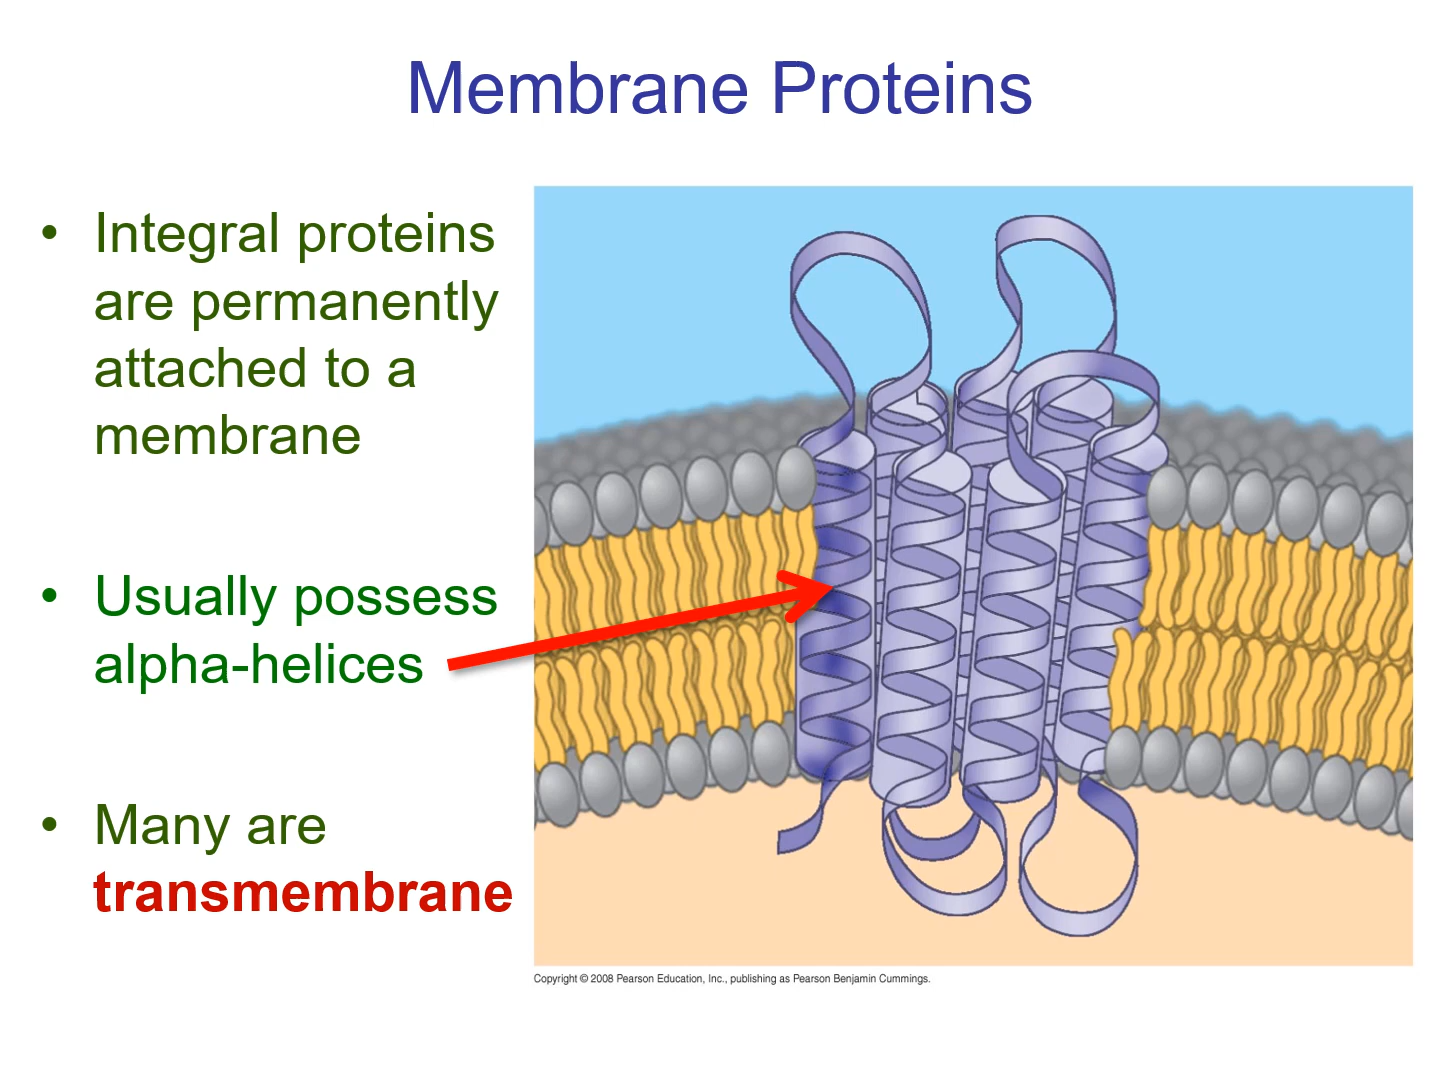 Membrane Proteins
• Integral proteins
are permanently
attached to a
membrane
• Usually possess
alpha-helices
• Many are
transmembrane
Copyright © 2008 Pearson Education, Inc., publishing as Pearson Benjamin Cummings.